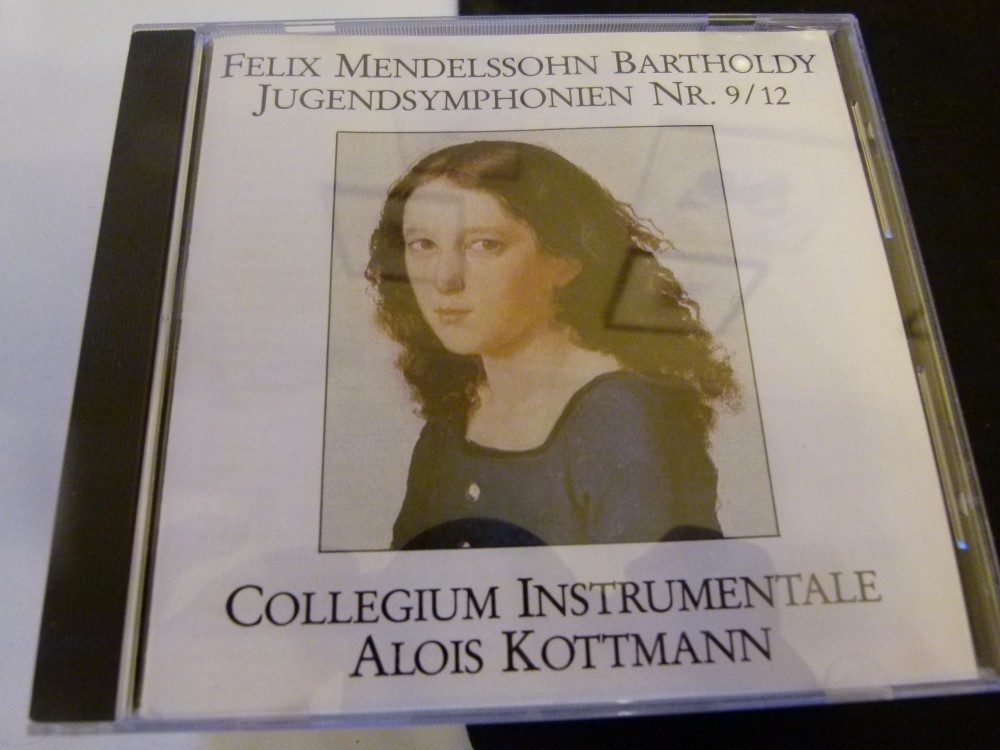 FELIX MENDELSSOHN BARTHOLDY
JUGENDSYMPHONIEN NR. 9/12
COLLEGIUM INSTRUMENTALE
ALOIS KOTTMANN